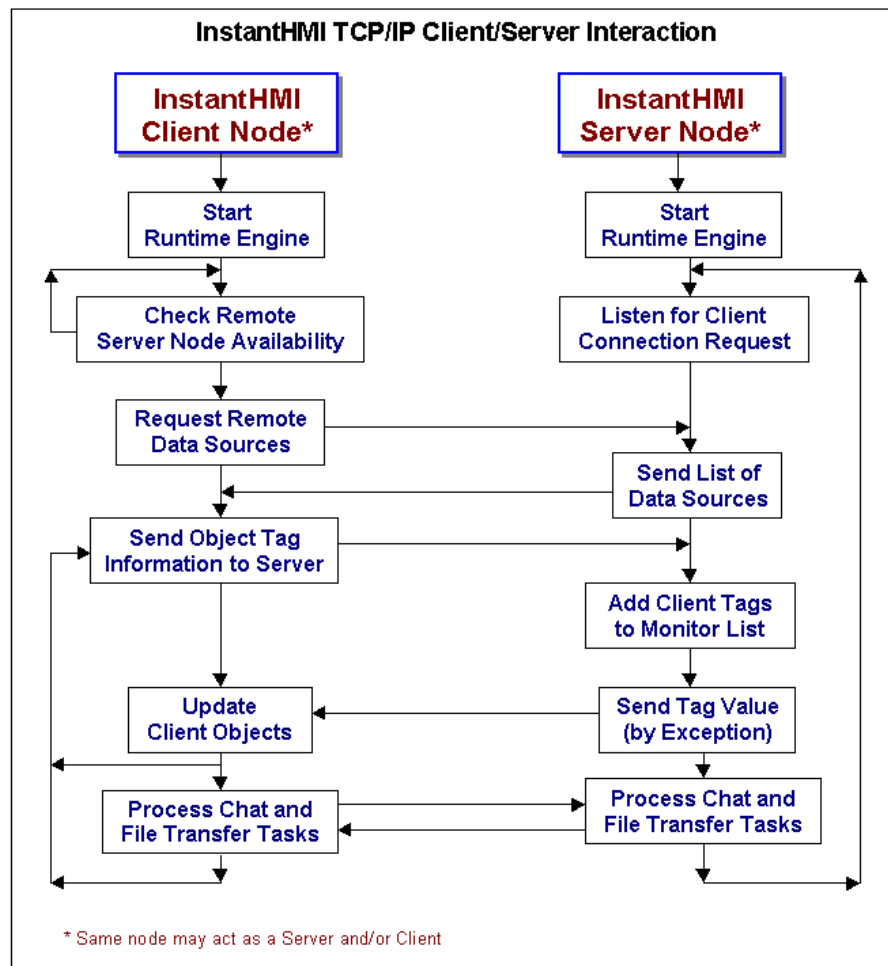 InstantHMI TCP/IP Client/Server Interaction
InstantHMI
Client Node*
InstantHMI
Server Node*
Start
Runtime Engine
Start
Runtime Engine
Check Remote
Server Node Availability
Listen for Client
Connection Request
Request Remote
Data Sources
Send List of
Data Sources
Send Object Tag
Information to Server
Add Client Tags
to Monitor List
Update
Client Objects
Send Tag Value
(by Exception)
Process Chat and
File Transfer Tasks
Process Chat and
File Transfer Tasks
* Same node may act as a Server and/or Client